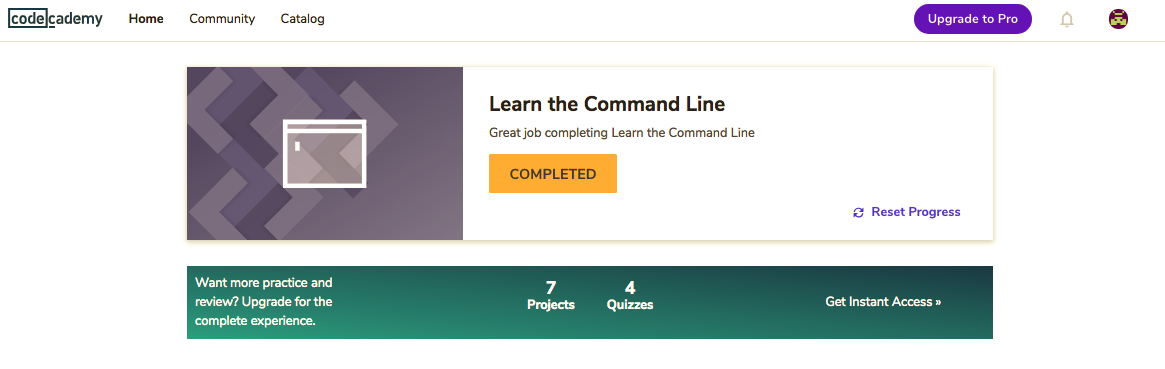 codecademy Home Community Catalog Upgrade to Pro
Learn the Command Line
Great job completing Learn the Command Line
COMPLETED
Reset Progress
Want more practice and
review? Upgrade for the
complete experience.
7
Projects
4
Quizzes
Get Instant Access »